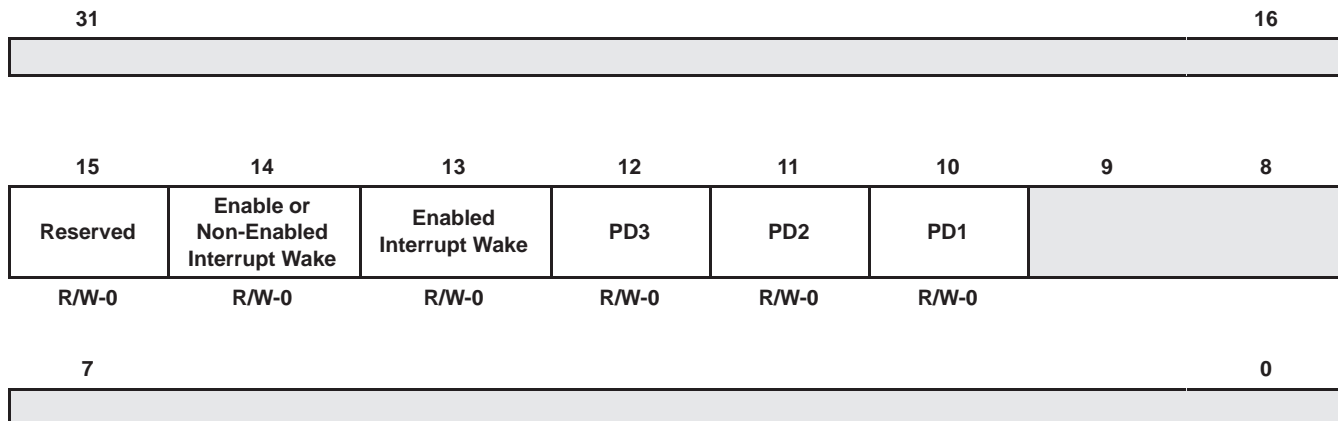 31 16
15 14 13 12 11 10 9 8
Reserved Enable or Non-Enabled Interrupt Wake Enabled Interrupt Wake PD3 PD2 PD1
R/W-0 R/W-0 R/W-0 R/W-0 R/W-0 R/W-0
7 0